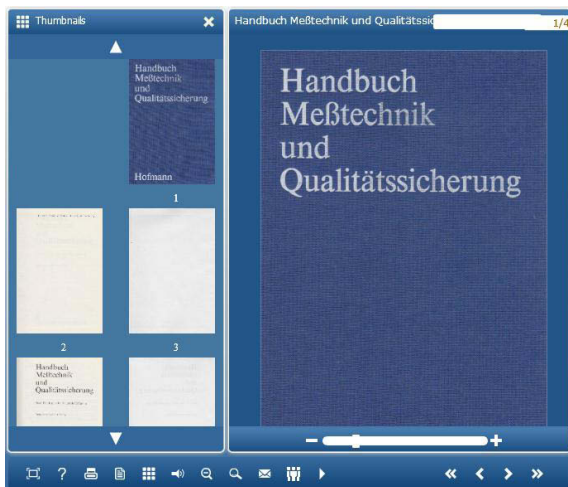 Thumbnails
Handbuch
Meßtechnik
und
Qualitätssicherung
Hofmann
1
2
3
Handbuch
Meßtechnik
und
Qualitätssicherung
Handbuch Meßtechnik und
1/4
Handbuch
Meßtechnik
und
Qualitätssicherung